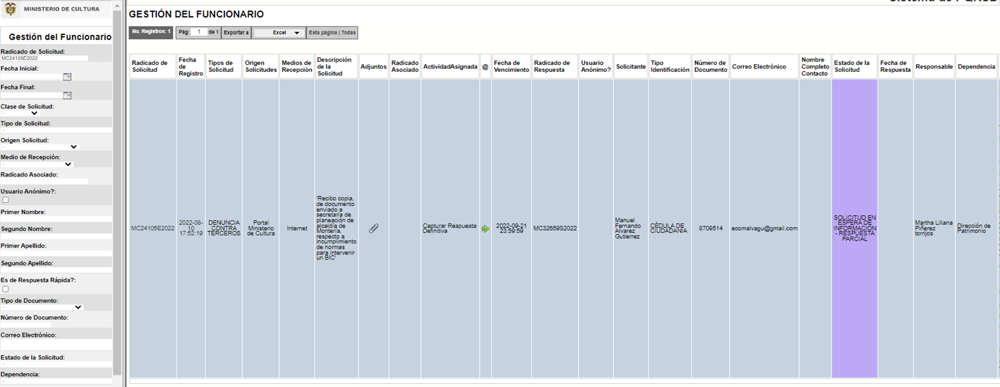 MINISTERIO DE CULTURA
Gestión del Funcionario
Radicado de Solicitud:
MC24105E2022
Fecha Inicial:
Fecha Final:
Clase de Solicitud:
-
Tipo de Solicitud:
-
Origen Solicitud:
-
Medio de Recepción:
-
Radicado Asociado:
Usuario Anónimo?:
Primer Nombre:
Segundo Nombre:
Primer Apellido:
Segundo Apellido:
Es de Respuesta Rápida?:
Tipo de Documento:
-
Número de Documento:
Correo Electrónico:
Estado de la Solicitud:
-
Dependencia:
-
GESTIÓN DEL FUNCIONARIO
No. Registros: 1
Pág: 1 de 1
Exportar a
Excel
Esta página | Todas
Radicado de
Solicitud
Fecha
de
Registro
Tipos de
Solicitud
Origen
Solicitudes
Medios de
Recepción
Descripción
de la
Solicitud
Adjuntos
Radicado
Asociado
ActividadAsignada
@
Fecha de
Vencimiento
Radicado de
Respuesta
Usuario
Anónimo?
Solicitante
Tipo
Identificación
Número de
Documento
Correo Electrónico
Nombre
Completo
Contacto
Estado de la
Solicitud
Fecha de
Respuesta
Responsable
Dependencia
MC24105E2022
2022-08-
10
17:52:19
DENUNCIA
CONTRA
TERCEROS
Portal
Ministerio
de Cultura
Internet
'Recibo copia,
de documento
enviado a
secretaria de
planeación de
alcaldía de
Montería,
respecto a
incumplimiento
de normas
para intervenir
un BIC'
Capturar Respuesta
Definitiva
2022-09-21
23:59:59
MC32659S2022
Manuel
Fernando
Alvarez
Gutierrez
CÉDULA DE
CIUDADANIA
8709514
ecomalvagu@gmail.com
SOLICITUD EN
ESPERA DE
INFORMACIÓN
- RESPUESTA
PARCIAL
Martha Liliana
Piñerez
torrijos
Dirección de
Patrimonio